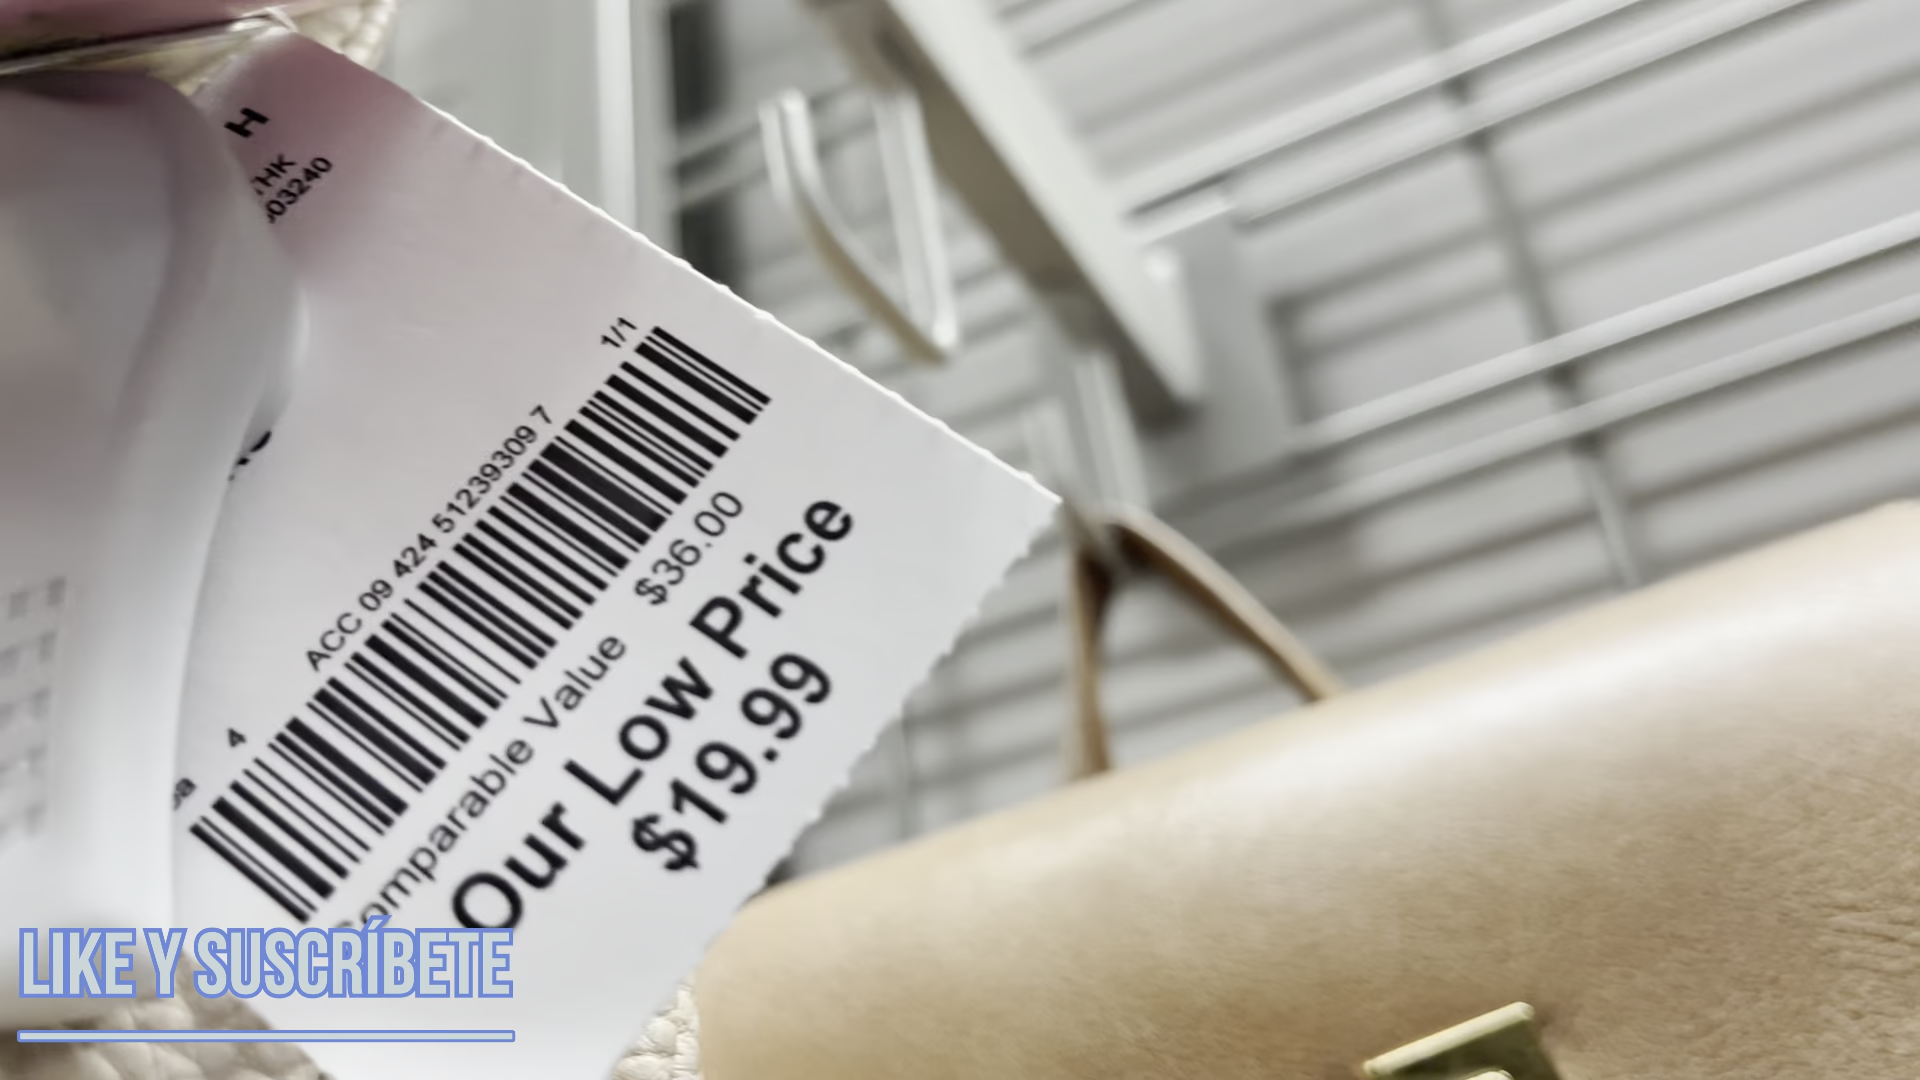 H
THK
03240
1/1
ACC 09 424 51239309 7
4
Comparable Value $36.00
Our Low Price
$19.99
LIKE Y SUSCRÍBETE